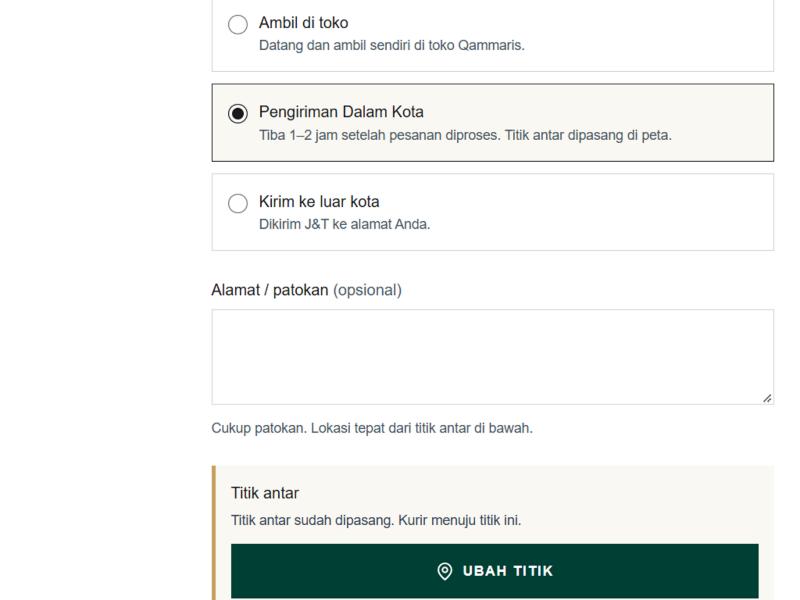 Ambil di toko
Datang dan ambil sendiri di toko Qammaris.
Pengiriman Dalam Kota
Tiba 1–2 jam setelah pesanan diproses. Titik antar dipasang di peta.
Kirim ke luar kota
Dikirim J&T ke alamat Anda.
Alamat / patokan (opsional)
Cukup patokan. Lokasi tepat dari titik antar di bawah.
Titik antar
Titik antar sudah dipasang. Kurir menuju titik ini.
UBAH TITIK